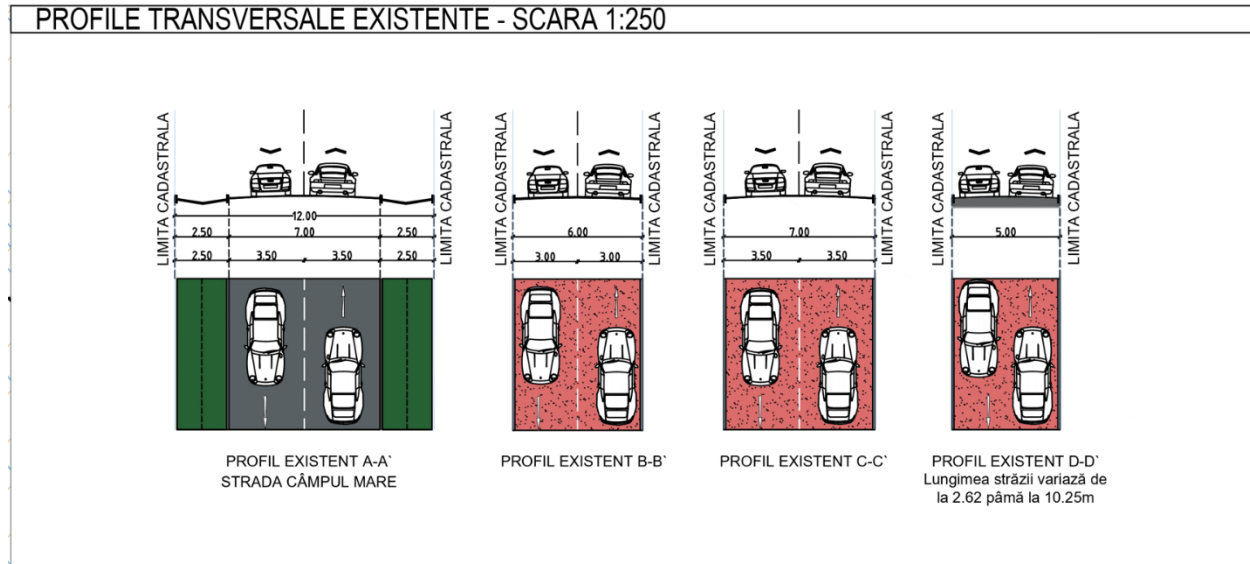 PROFILE TRANSVERSALE EXISTENTE - SCARA 1:250
LIMITA CADASTRALA
LIMITA CADASTRALA
LIMITA CADASTRALA
LIMITA CADASTRALA
LIMITA CADASTRALA
LIMITA CADASTRALA
LIMITA CADASTRALA
LIMITA CADASTRALA
12.00
2.50 7.00 2.50
2.50 3.50 3.50 2.50
6.00
3.00 3.00
7.00
3.50 3.50
5.00
PROFIL EXISTENT A-A`
STRADA CÂMPUL MARE
PROFIL EXISTENT B-B`
PROFIL EXISTENT C-C`
PROFIL EXISTENT D-D`
Lungimea străzii variază de
la 2.62 pâmă la 10.25m